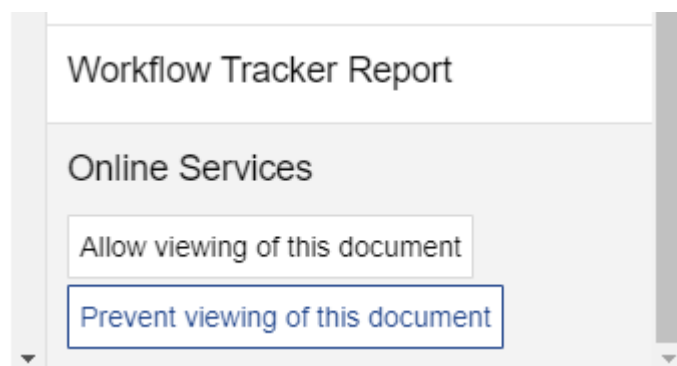 Workflow Tracker Report
Online Services
Allow viewing of this document
Prevent viewing of this document